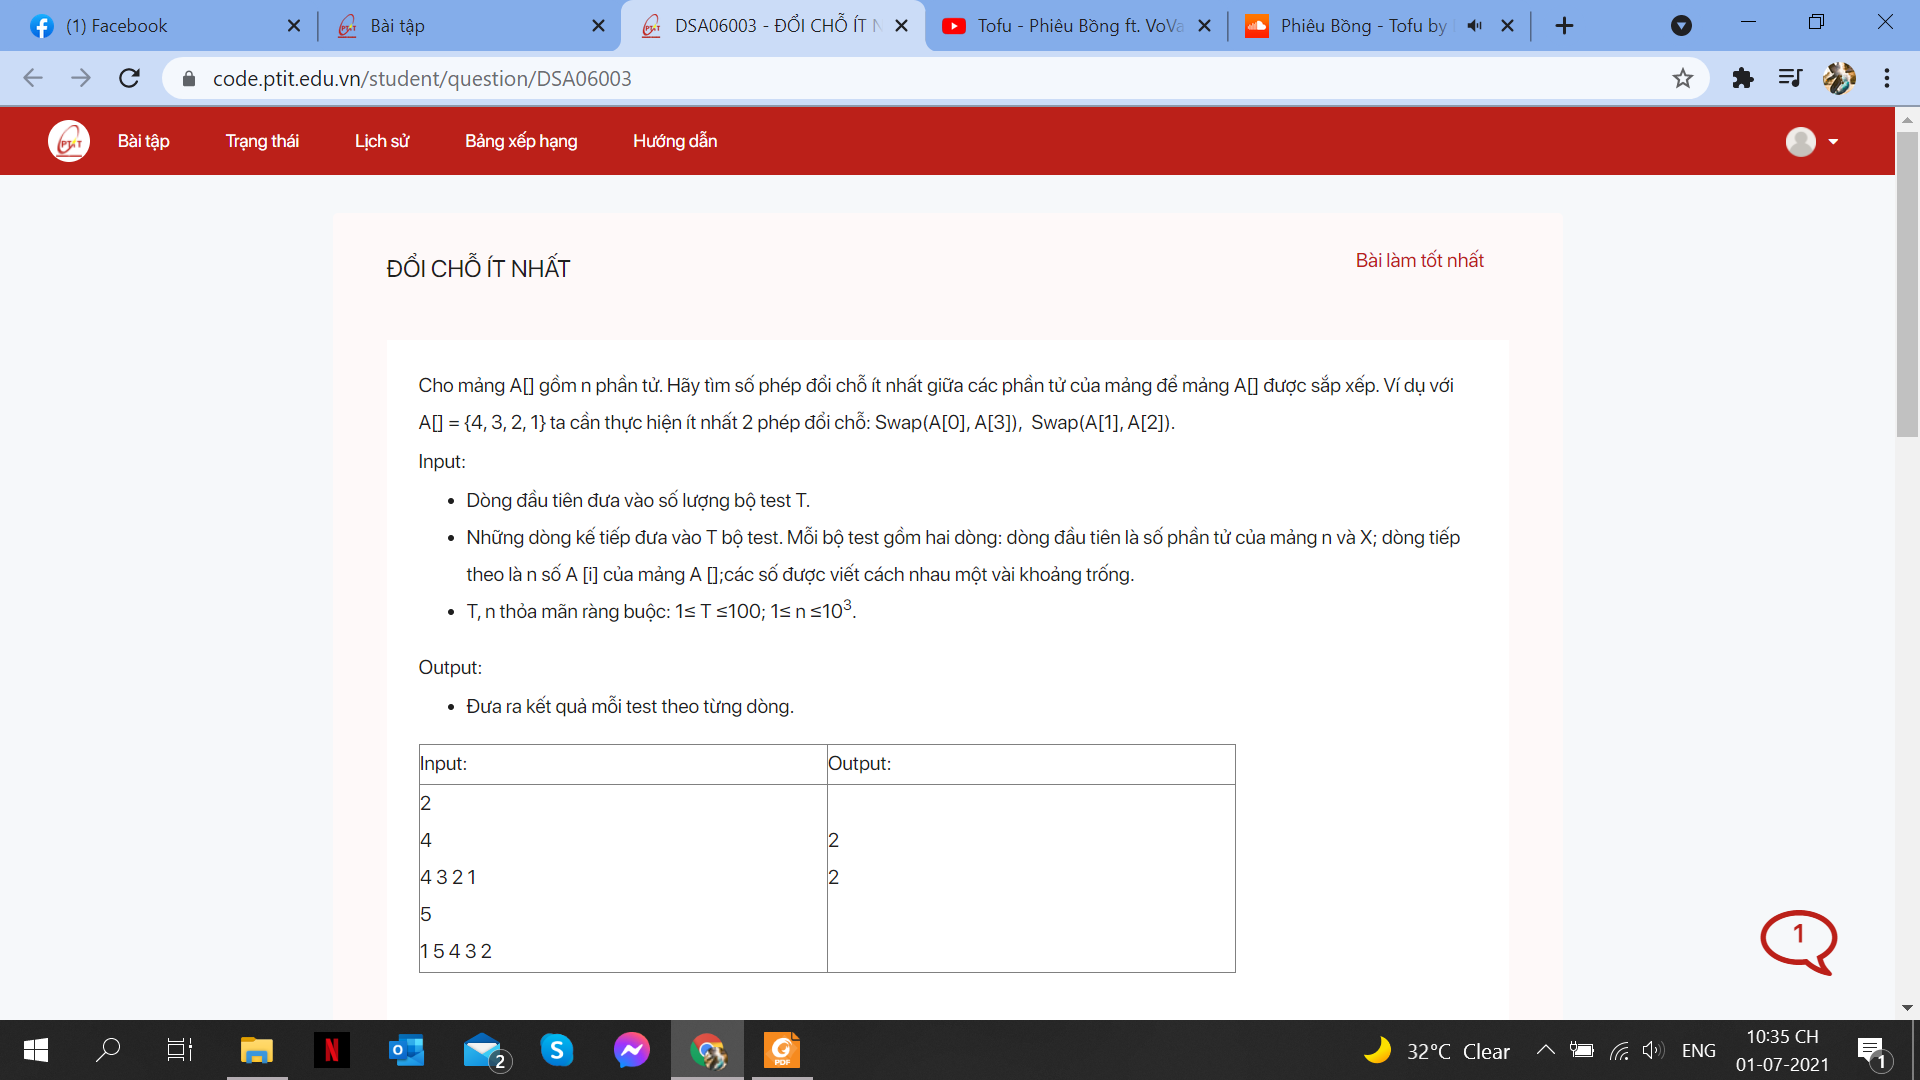 (1) Facebook
Bài tập
DSA06003 - ĐỔI CHỖ ÍT N
Tofu - Phiêu Bồng ft. VoVa
Phiêu Bồng - Tofu by
code.ptit.edu.vn/student/question/DSA06003
PTIT
Bài tập
Trạng thái
Lịch sử
Bảng xếp hạng
Hướng dẫn
ĐỔI CHỖ ÍT NHẤT
Bài làm tốt nhất
Cho mảng A[] gồm n phần tử. Hãy tìm số phép đổi chỗ ít nhất giữa các phần tử của mảng để mảng A[] được sắp xếp. Ví dụ với
A[] = {4, 3, 2, 1} ta cần thực hiện ít nhất 2 phép đổi chỗ: Swap(A[0], A[3]),  Swap(A[1], A[2]).
Input:
• Dòng đầu tiên đưa vào số lượng bộ test T.
• Những dòng kế tiếp đưa vào T bộ test. Mỗi bộ test gồm hai dòng: dòng đầu tiên là số phần tử của mảng n và X; dòng tiếp
theo là n số A [i] của mảng A [];các số được viết cách nhau một vài khoảng trống.
• T, n thỏa mãn ràng buộc: 1≤ T ≤100; 1≤ n ≤10³.
Output:
• Đưa ra kết quả mỗi test theo từng dòng.
Input:
Output:
2
4
4 3 2 1
5
1 5 4 3 2
2
2
1
N
2
S
PDF
32°C Clear
ENG
10:35 CH
01-07-2021
1